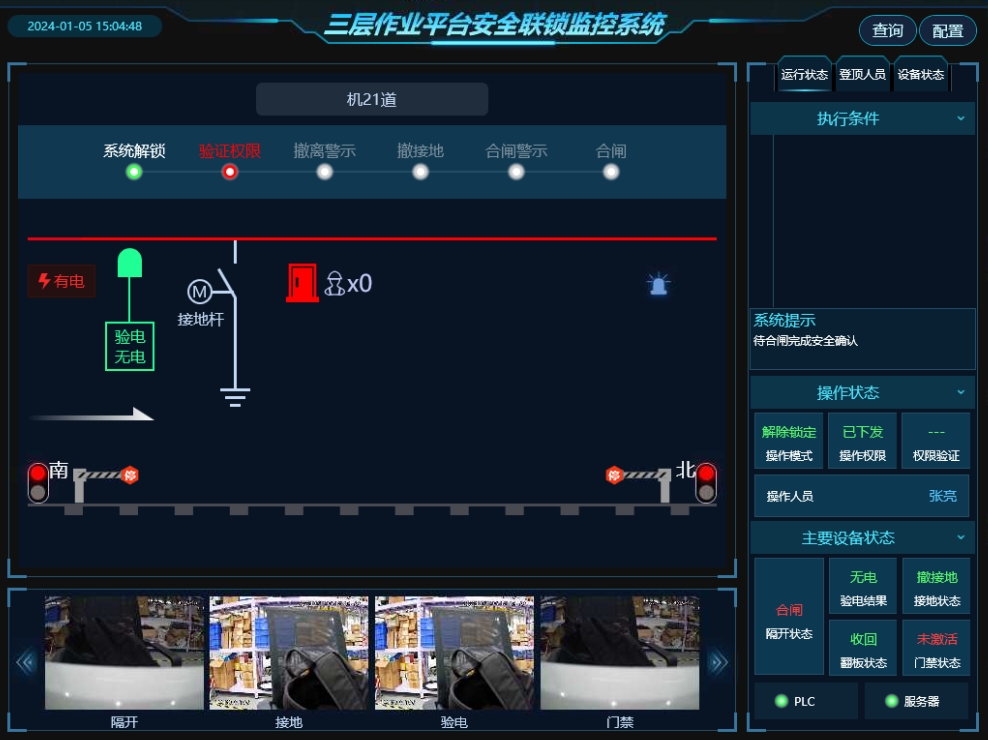 2024-01-05 15:04:48
三层作业平台安全联锁监控系统
查询
配置
机21道
系统解锁
验证权限
撤离警示
撤接地
合闸警示
合闸
有电
M
接地杆
x0
验电
无电
南
停
停
北
隔开
接地
验电
门禁
运行状态
登顶人员
设备状态
执行条件
系统提示
待合闸完成安全确认
操作状态
解除锁定
操作模式
已下发
操作权限
---
权限验证
操作人员
张亮
主要设备状态
合闸
隔开状态
无电
验电结果
撤接地
接地状态
收回
翻板状态
未激活
门禁状态
PLC
服务器